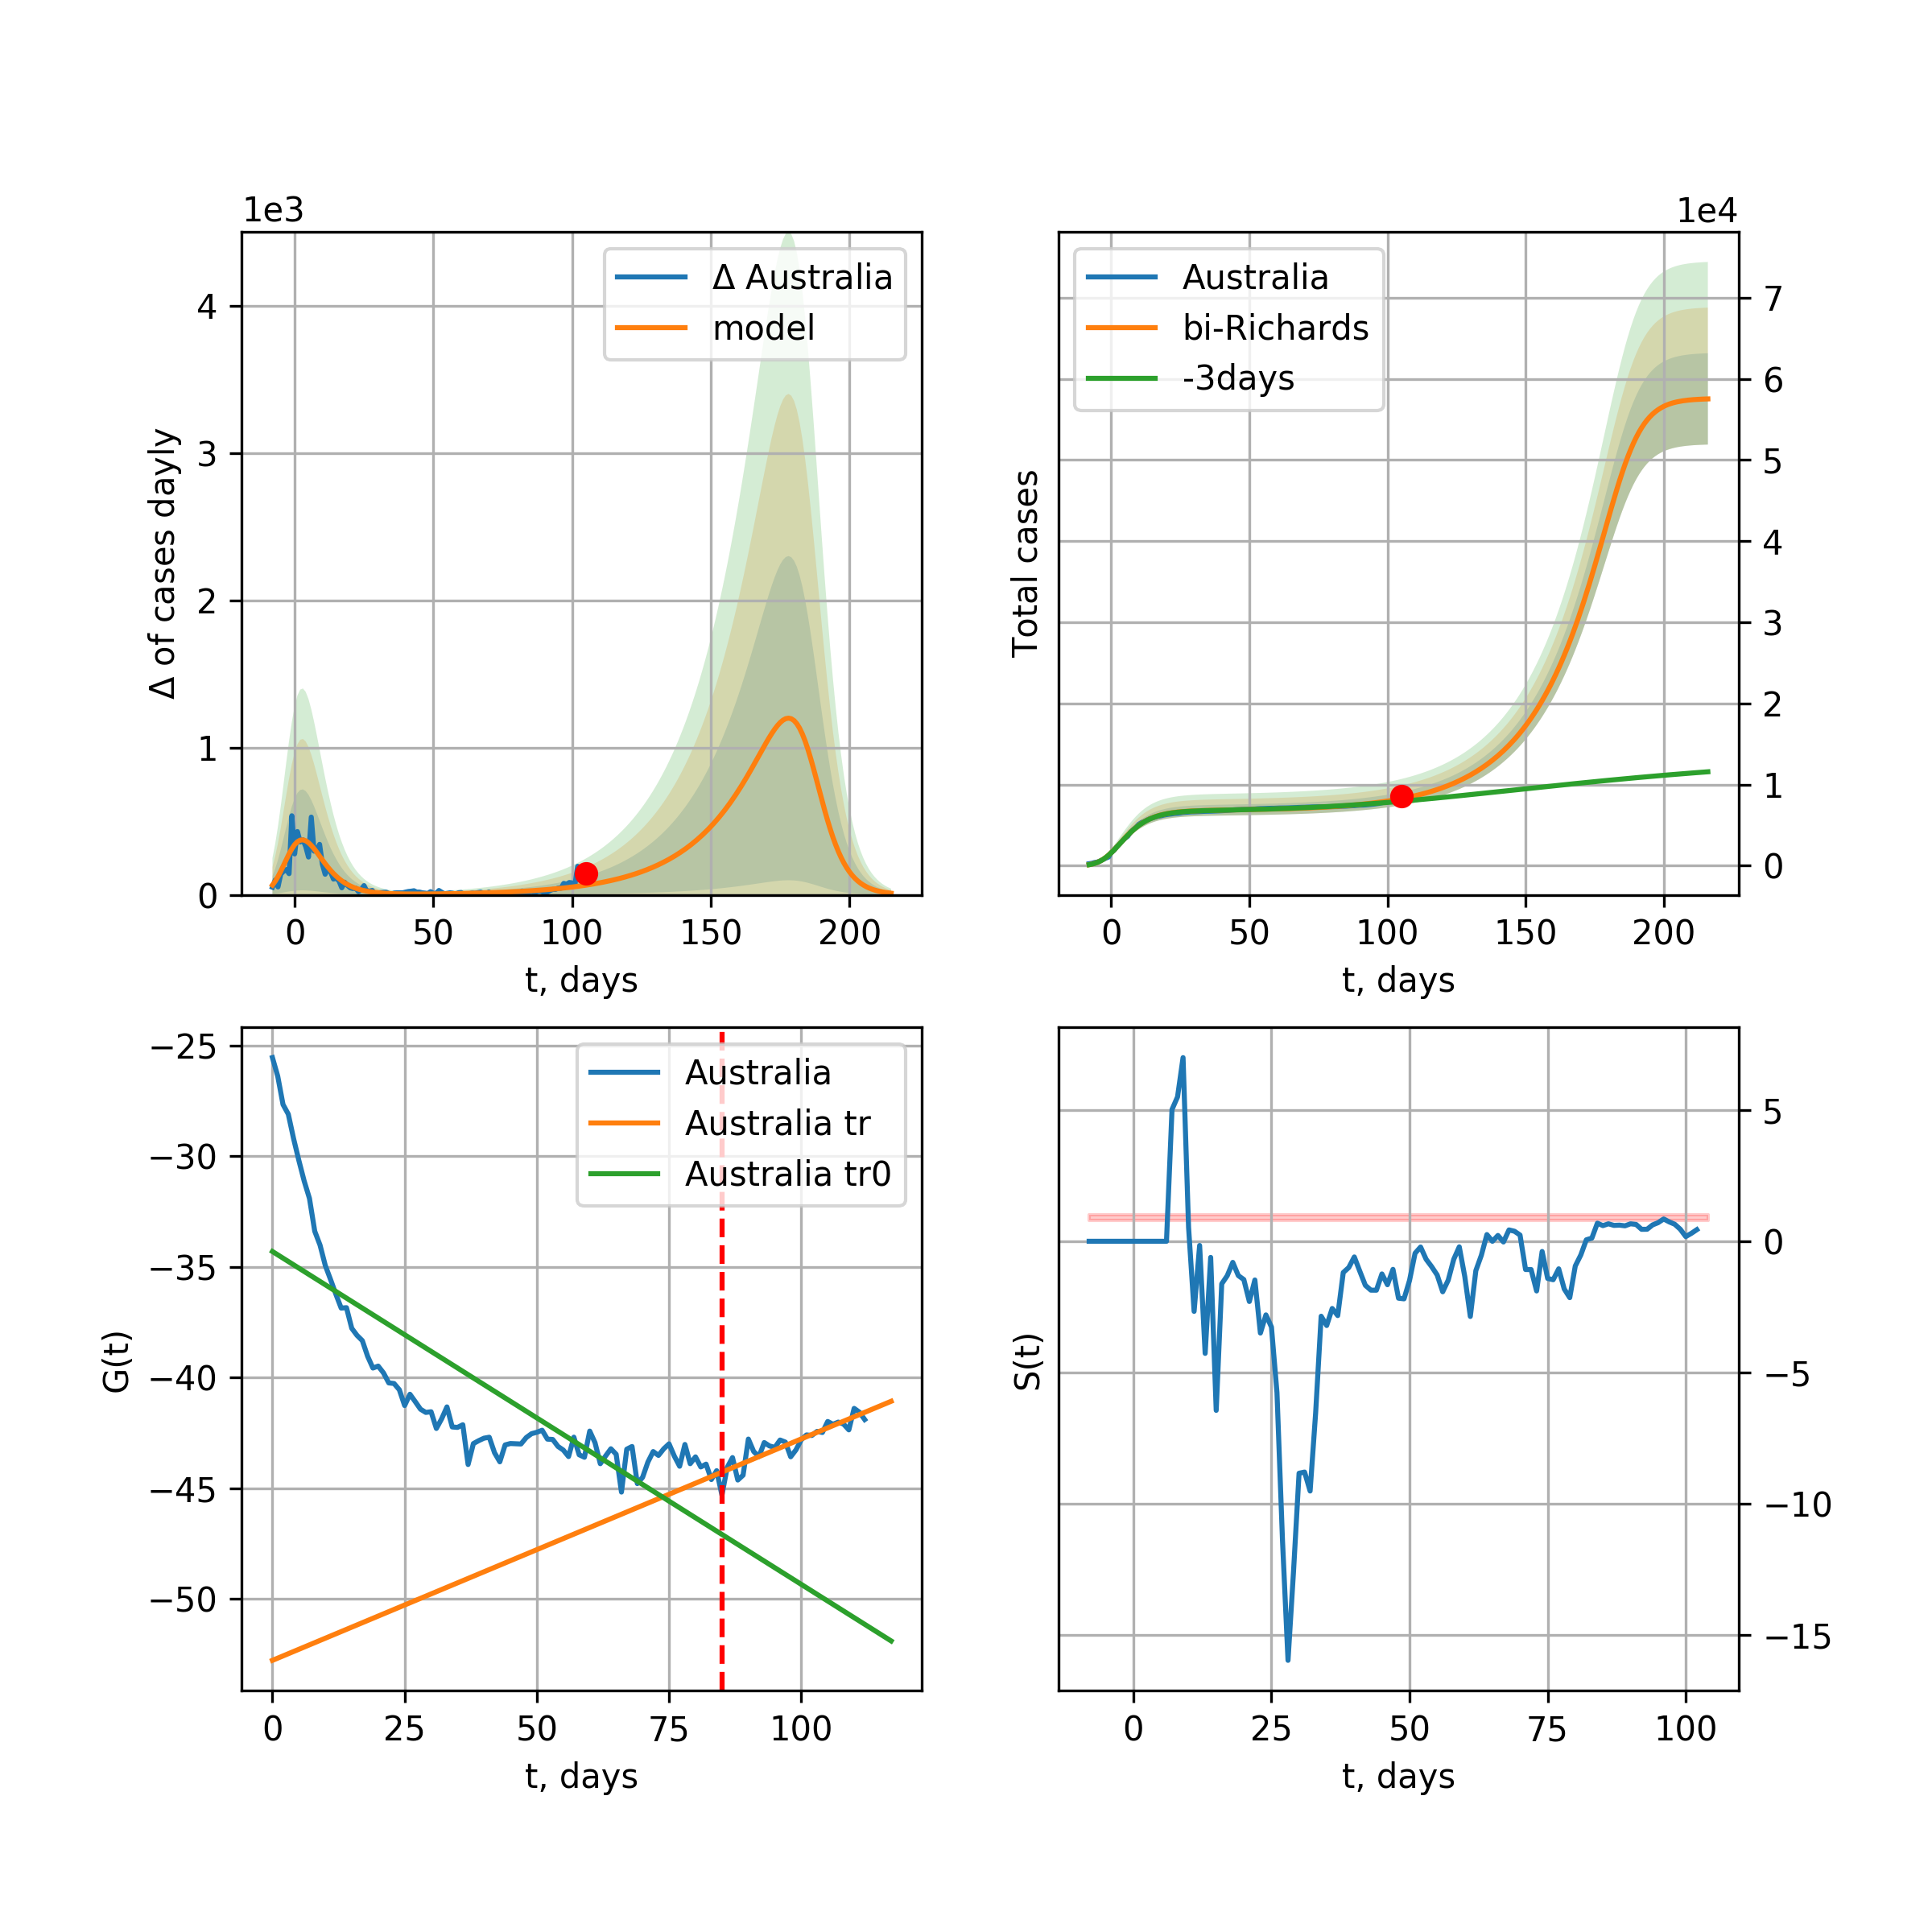 1e3
Δ of cases dayly
4
3
2
1
0
0 50 100 150 200
t, days
Δ Australia
model
1e4
Total cases
7
6
5
4
3
2
1
0
0 50 100 150 200
t, days
Australia
bi-Richards
-3days
G(t)
−25
−30
−35
−40
−45
−50
0 25 50 75 100
t, days
Australia
Australia tr
Australia tr0
S(t)
5
0
−5
−10
−15
0 25 50 75 100
t, days